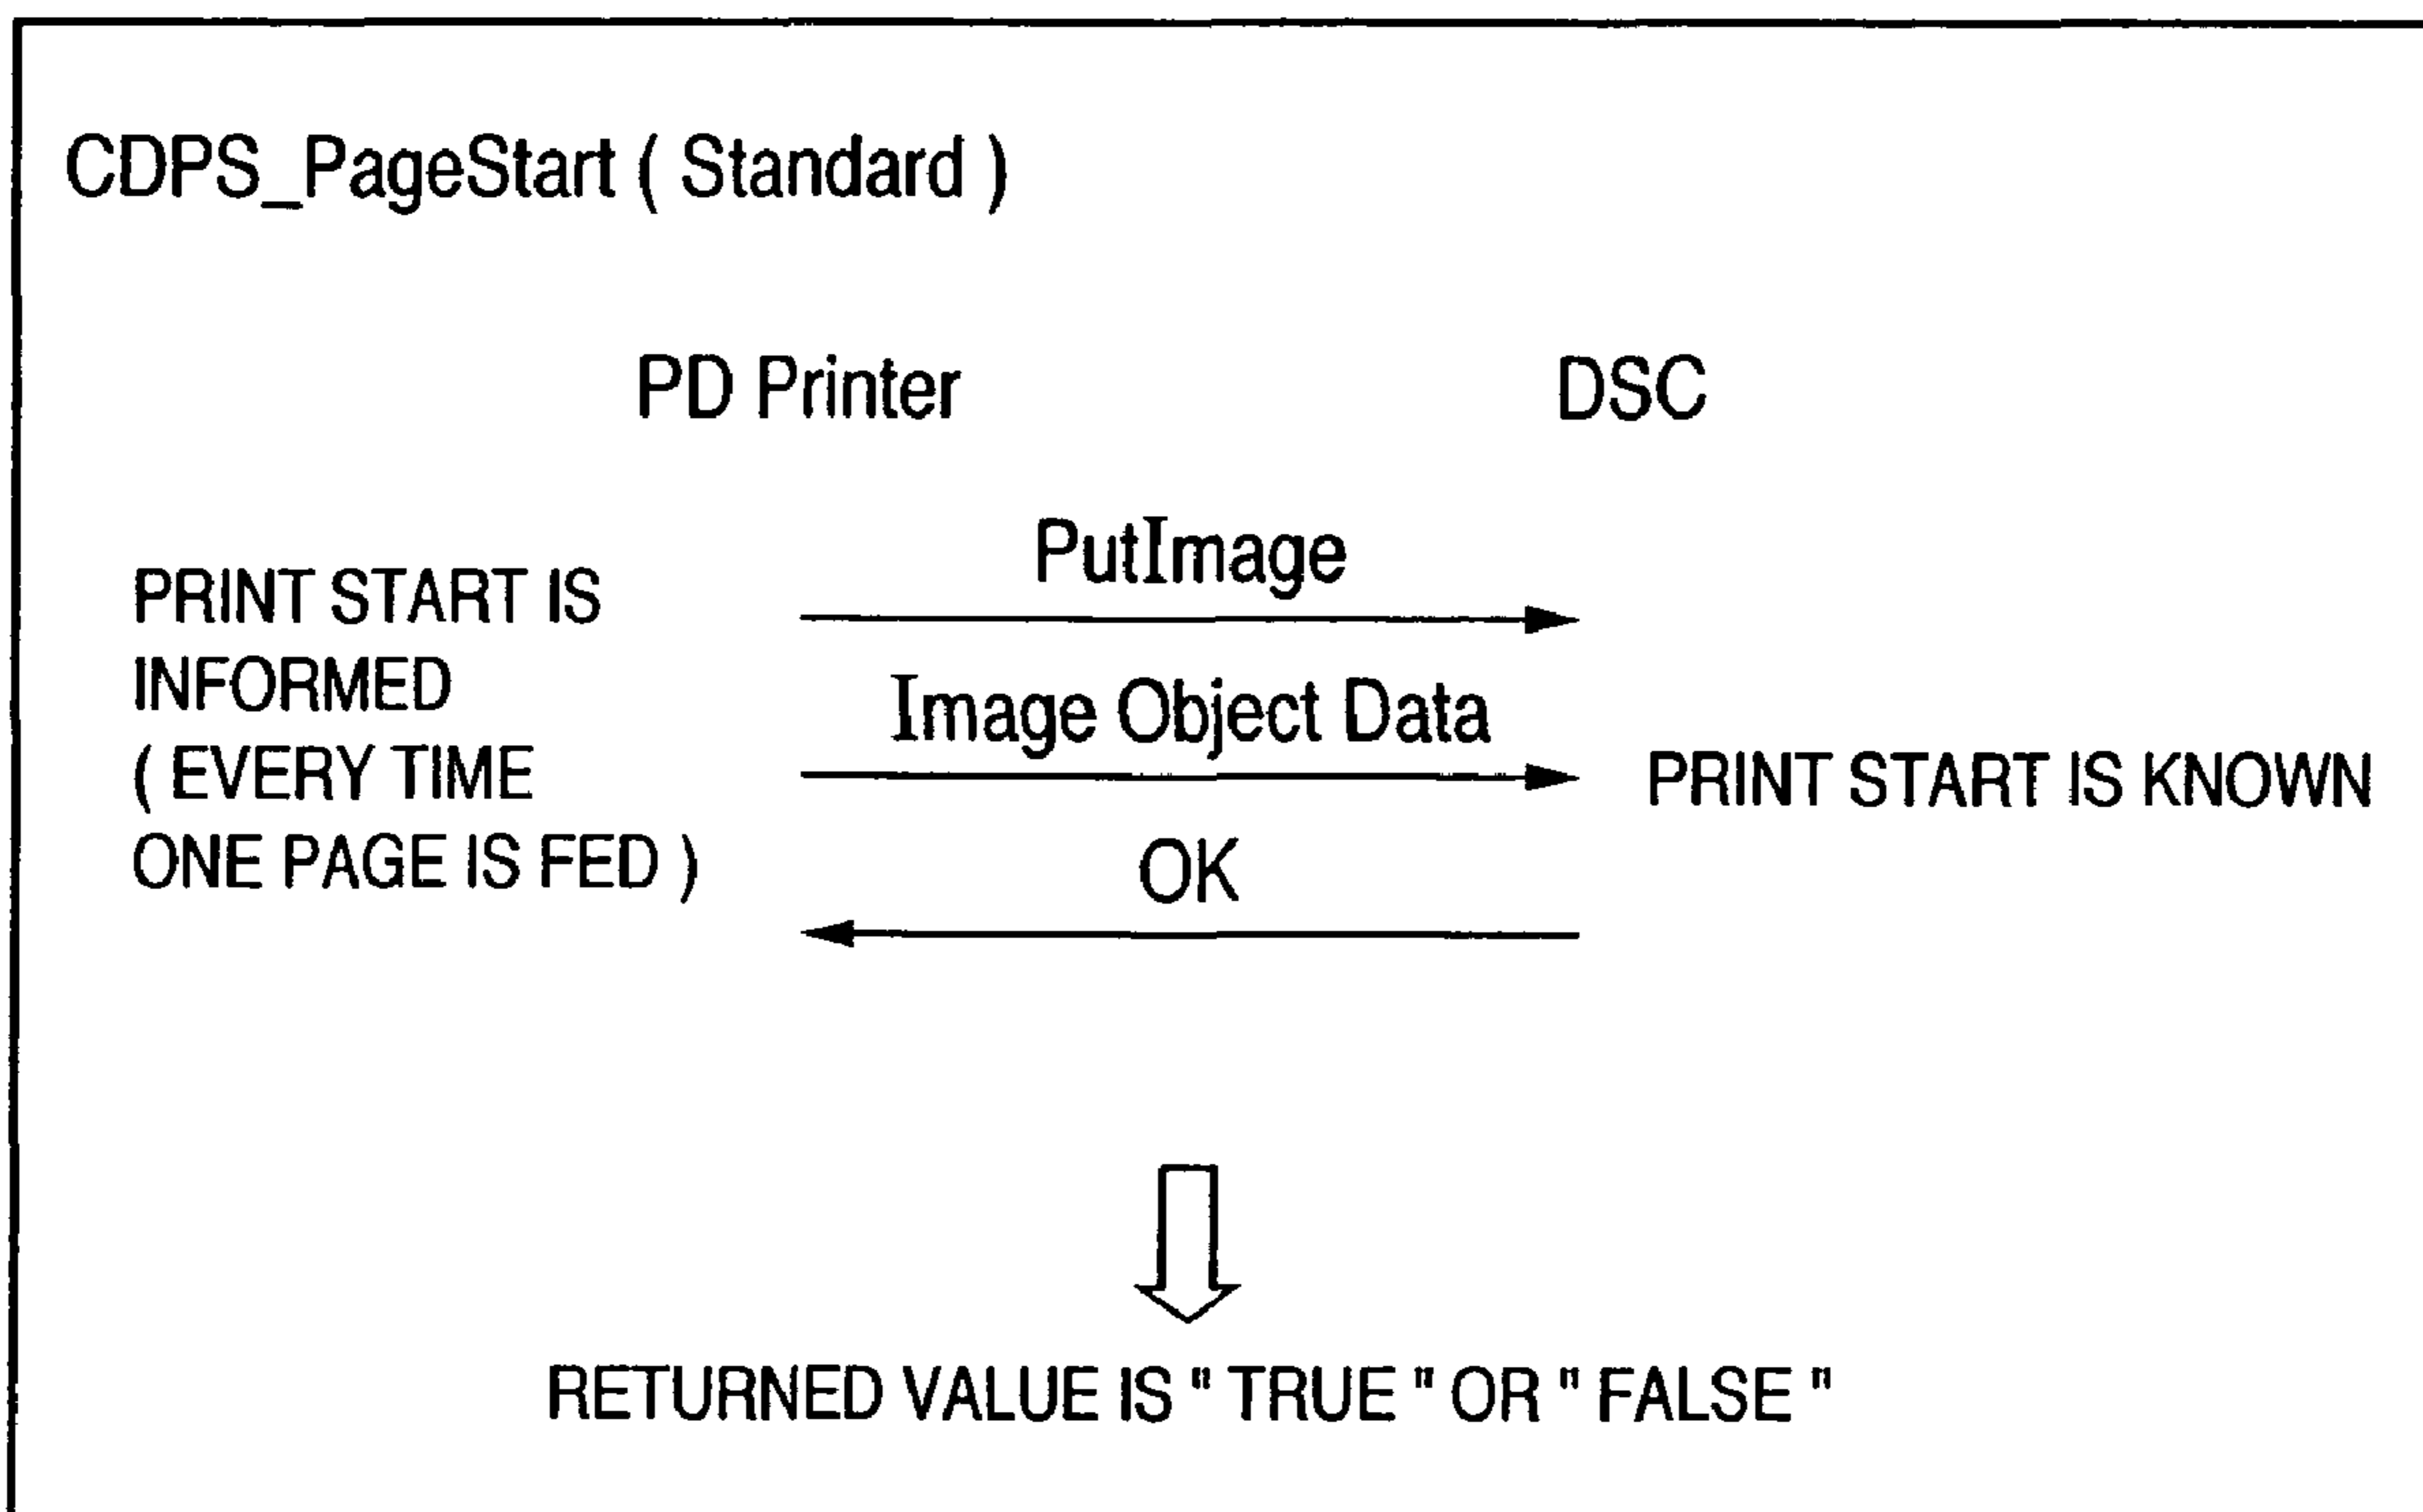 CDPS_PageStart ( Standard )
PD Printer DSC
PutImage
PRINT START IS
INFORMED
( EVERY TIME
ONE PAGE IS FED )
Image Object Data
PRINT START IS KNOWN
OK
RETURNED VALUE IS " TRUE " OR " FALSE "